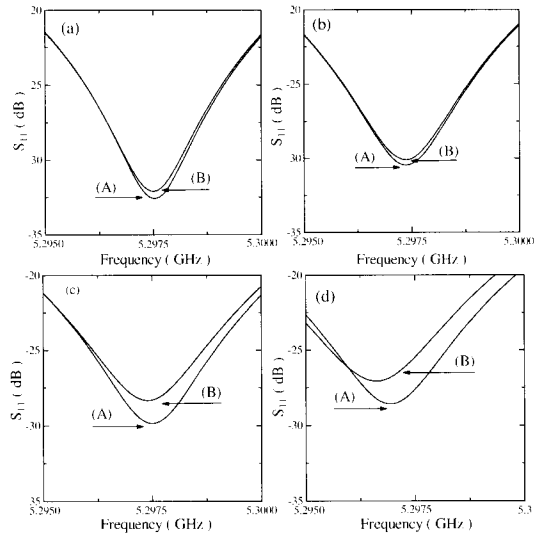 -20
(a)
-25
-30
(A)
(B)
-35
5.2950
5.2975
5.3000
S11 ( dB )
Frequency ( GHz )
-20
(b)
-25
-30
(A)
(B)
-35
5.2950
5.2975
5.3000
S11 ( dB )
Frequency ( GHz )
-20
(c)
-25
-30
(A)
(B)
-35
5.2950
5.2975
5.3000
S11 ( dB )
Frequency ( GHz )
-20
(d)
-25
-30
(A)
(B)
-35
5.2950
5.2975
5.3
S11 ( dB )
Frequency ( GHz )